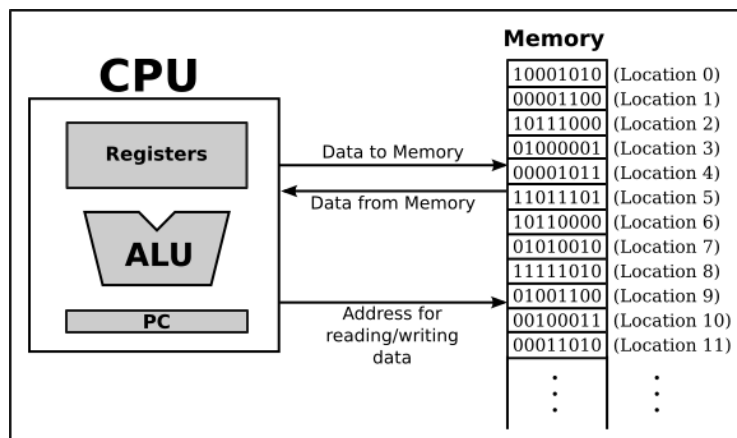 CPU
Registers
ALU
PC
Data to Memory
Data from Memory
Address for
reading/writing
data
Memory
10001010 (Location 0)
00001100 (Location 1)
10111000 (Location 2)
01000001 (Location 3)
00001011 (Location 4)
11011101 (Location 5)
10110000 (Location 6)
01010010 (Location 7)
11111010 (Location 8)
01001100 (Location 9)
00100011 (Location 10)
00011010 (Location 11)